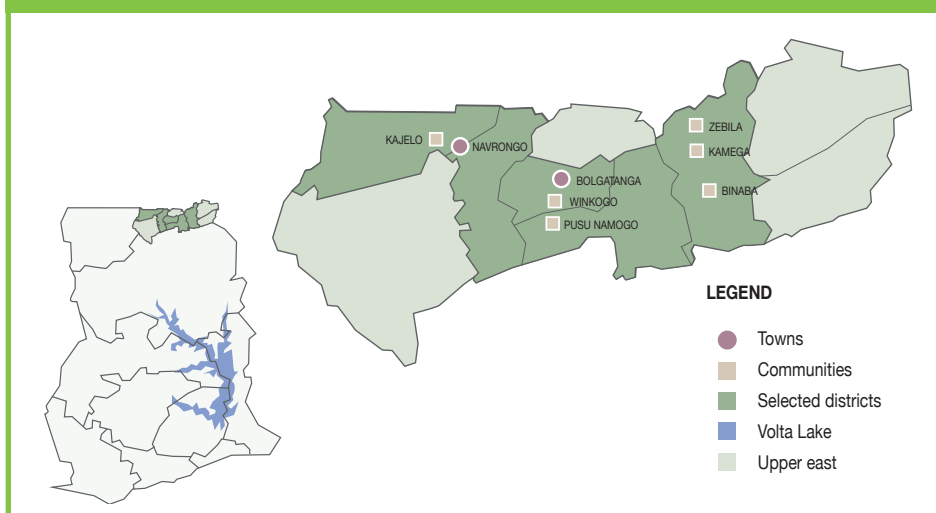 KAJELO
NAVRONGO
ZEBILA
KAMEGA
BOLGATANGA
BINABA
WINKOGO
PUSU NAMOGO
LEGEND
Towns
Communities
Selected districts
Volta Lake
Upper east